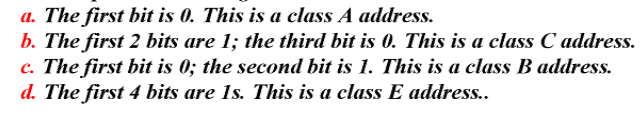 a. The first bit is 0. This is a class A address.
b. The first 2 bits are 1; the third bit is 0. This is a class C address.
c. The first bit is 0; the second bit is 1. This is a class B address.
d. The first 4 bits are 1s. This is a class E address..